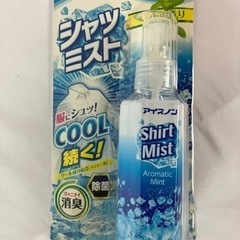 シャツ
ミスト
服にシュッ!
COOL
続く!
消臭
除菌
アイスノン
Shirt
Mist
Aromatic
Mint